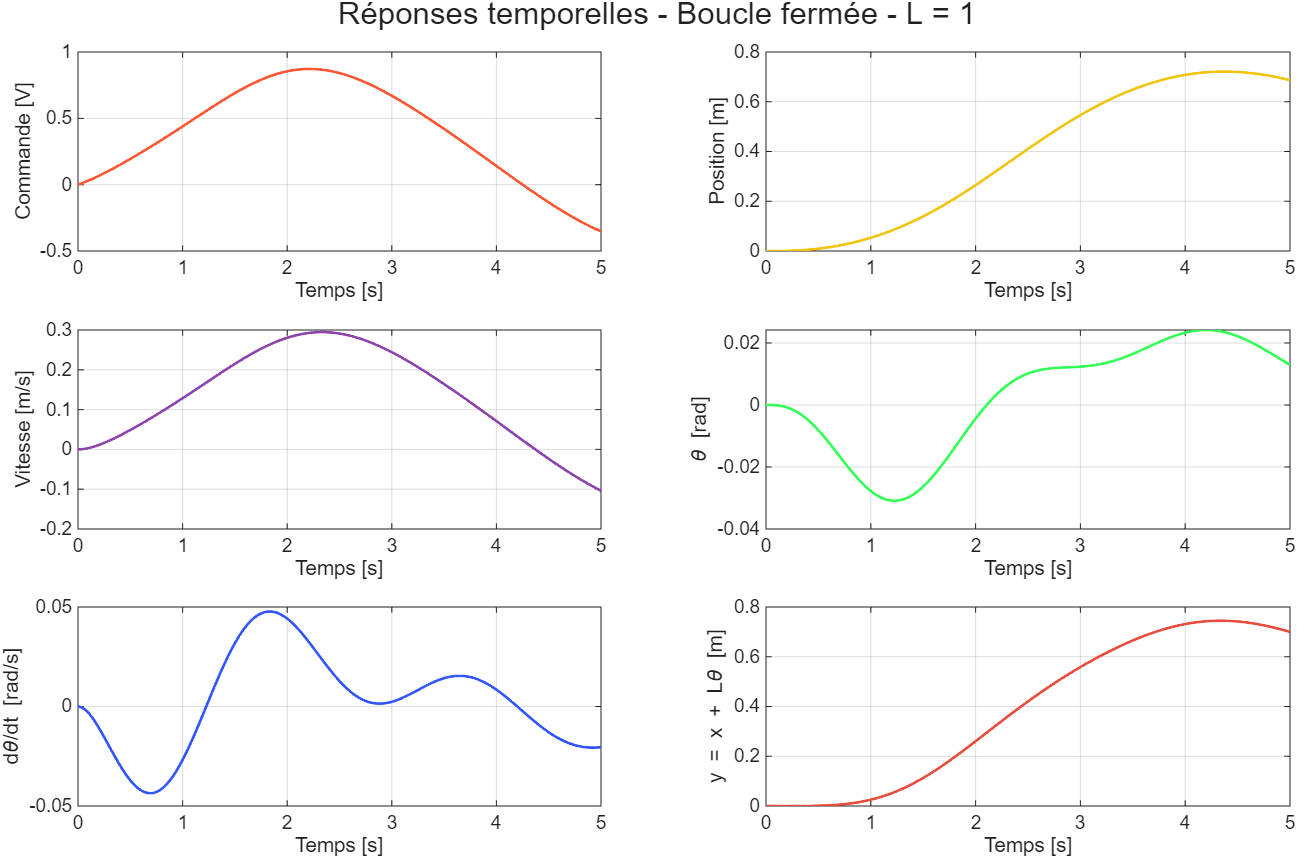 Réponses temporelles - Boucle fermée - L = 1
Commande [V]
1
0.5
0
-0.5
0 1 2 3 4 5
Temps [s]
Position [m]
0.8
0.6
0.4
0.2
0
0 1 2 3 4 5
Temps [s]
Vitesse [m/s]
0.3
0.2
0.1
0
-0.1
-0.2
0 1 2 3 4 5
Temps [s]
θ [rad]
0.02
0
-0.02
-0.04
0 1 2 3 4 5
Temps [s]
dθ/dt [rad/s]
0.05
0
-0.05
0 1 2 3 4 5
Temps [s]
y = x + Lθ [m]
0.8
0.6
0.4
0.2
0
0 1 2 3 4 5
Temps [s]